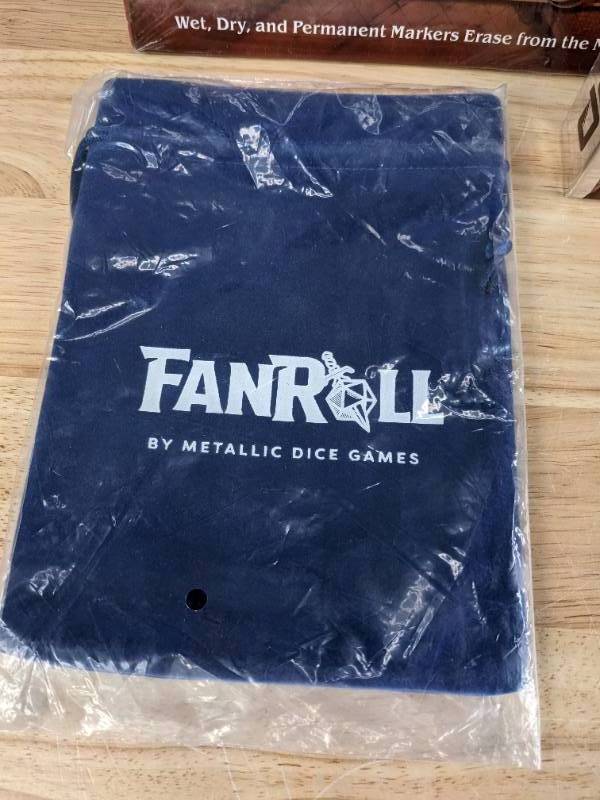 Wet, Dry, and Permanent Markers Erase from the
FANROLL
BY METALLIC DICE GAMES